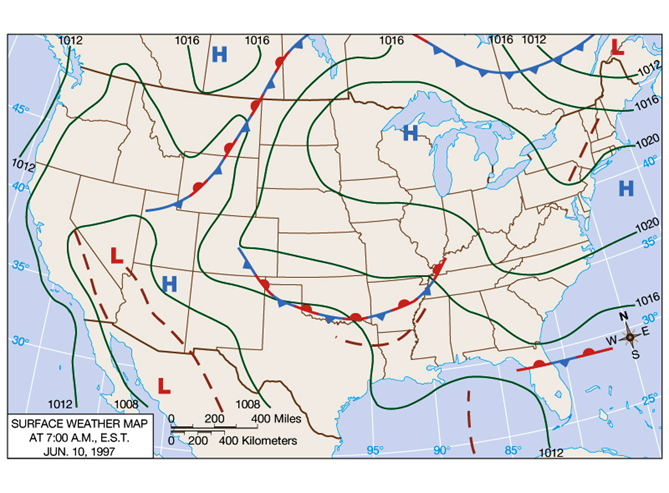 1012
1016
1016
1016
1016
1012
L
1012
H
1016
45°
H
1020
40°
1012
40°
H
1020
35°
L
35°
H
1016
30°
N
W
E
S
30°
L
25°
1012
1008
1008
0 200 400 Miles
0 200 400 Kilometers
SURFACE WEATHER MAP
AT 7:00 A.M., E.S.T.
JUN. 10, 1997
95°
90°
85°
1012